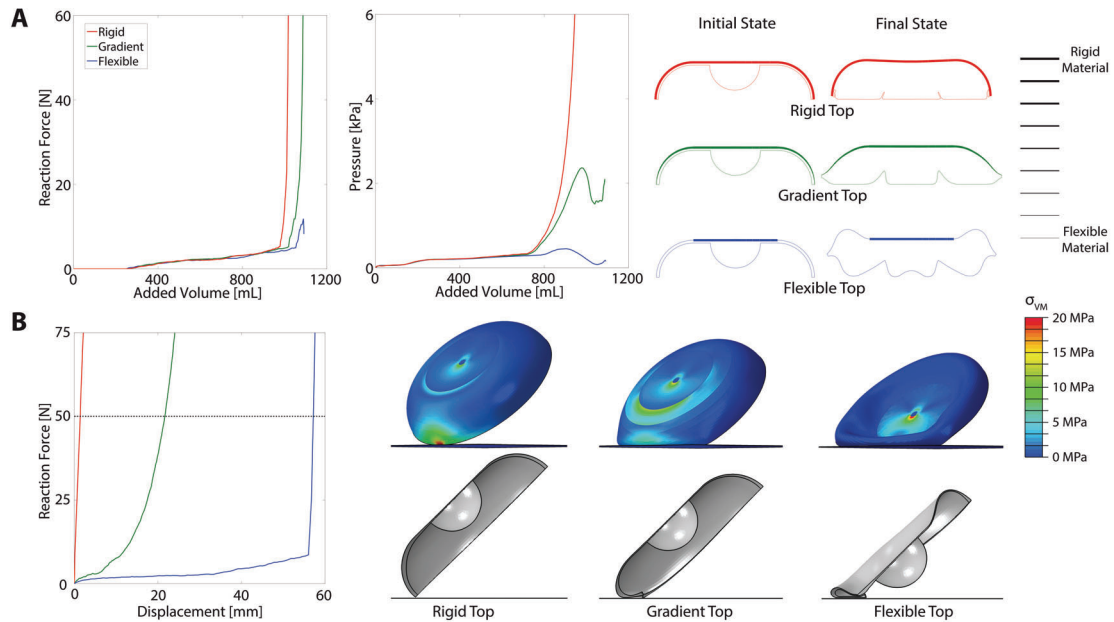 A
Reaction Force [N]
60
40
20
0
Rigid
Gradient
Flexible
400
800
1200
Added Volume [mL]
Pressure [kPa]
6
4
2
0
0
400
800
1200
Added Volume [mL]
Initial State
Final State
Rigid Top
Gradient Top
Flexible Top
Rigid
Material
Flexible
Material
B
Reaction Force [N]
75
50
25
0
0
20
40
60
Displacement [mm]
σVM
20 MPa
15 MPa
10 MPa
5 MPa
0 MPa
Rigid Top
Gradient Top
Flexible Top